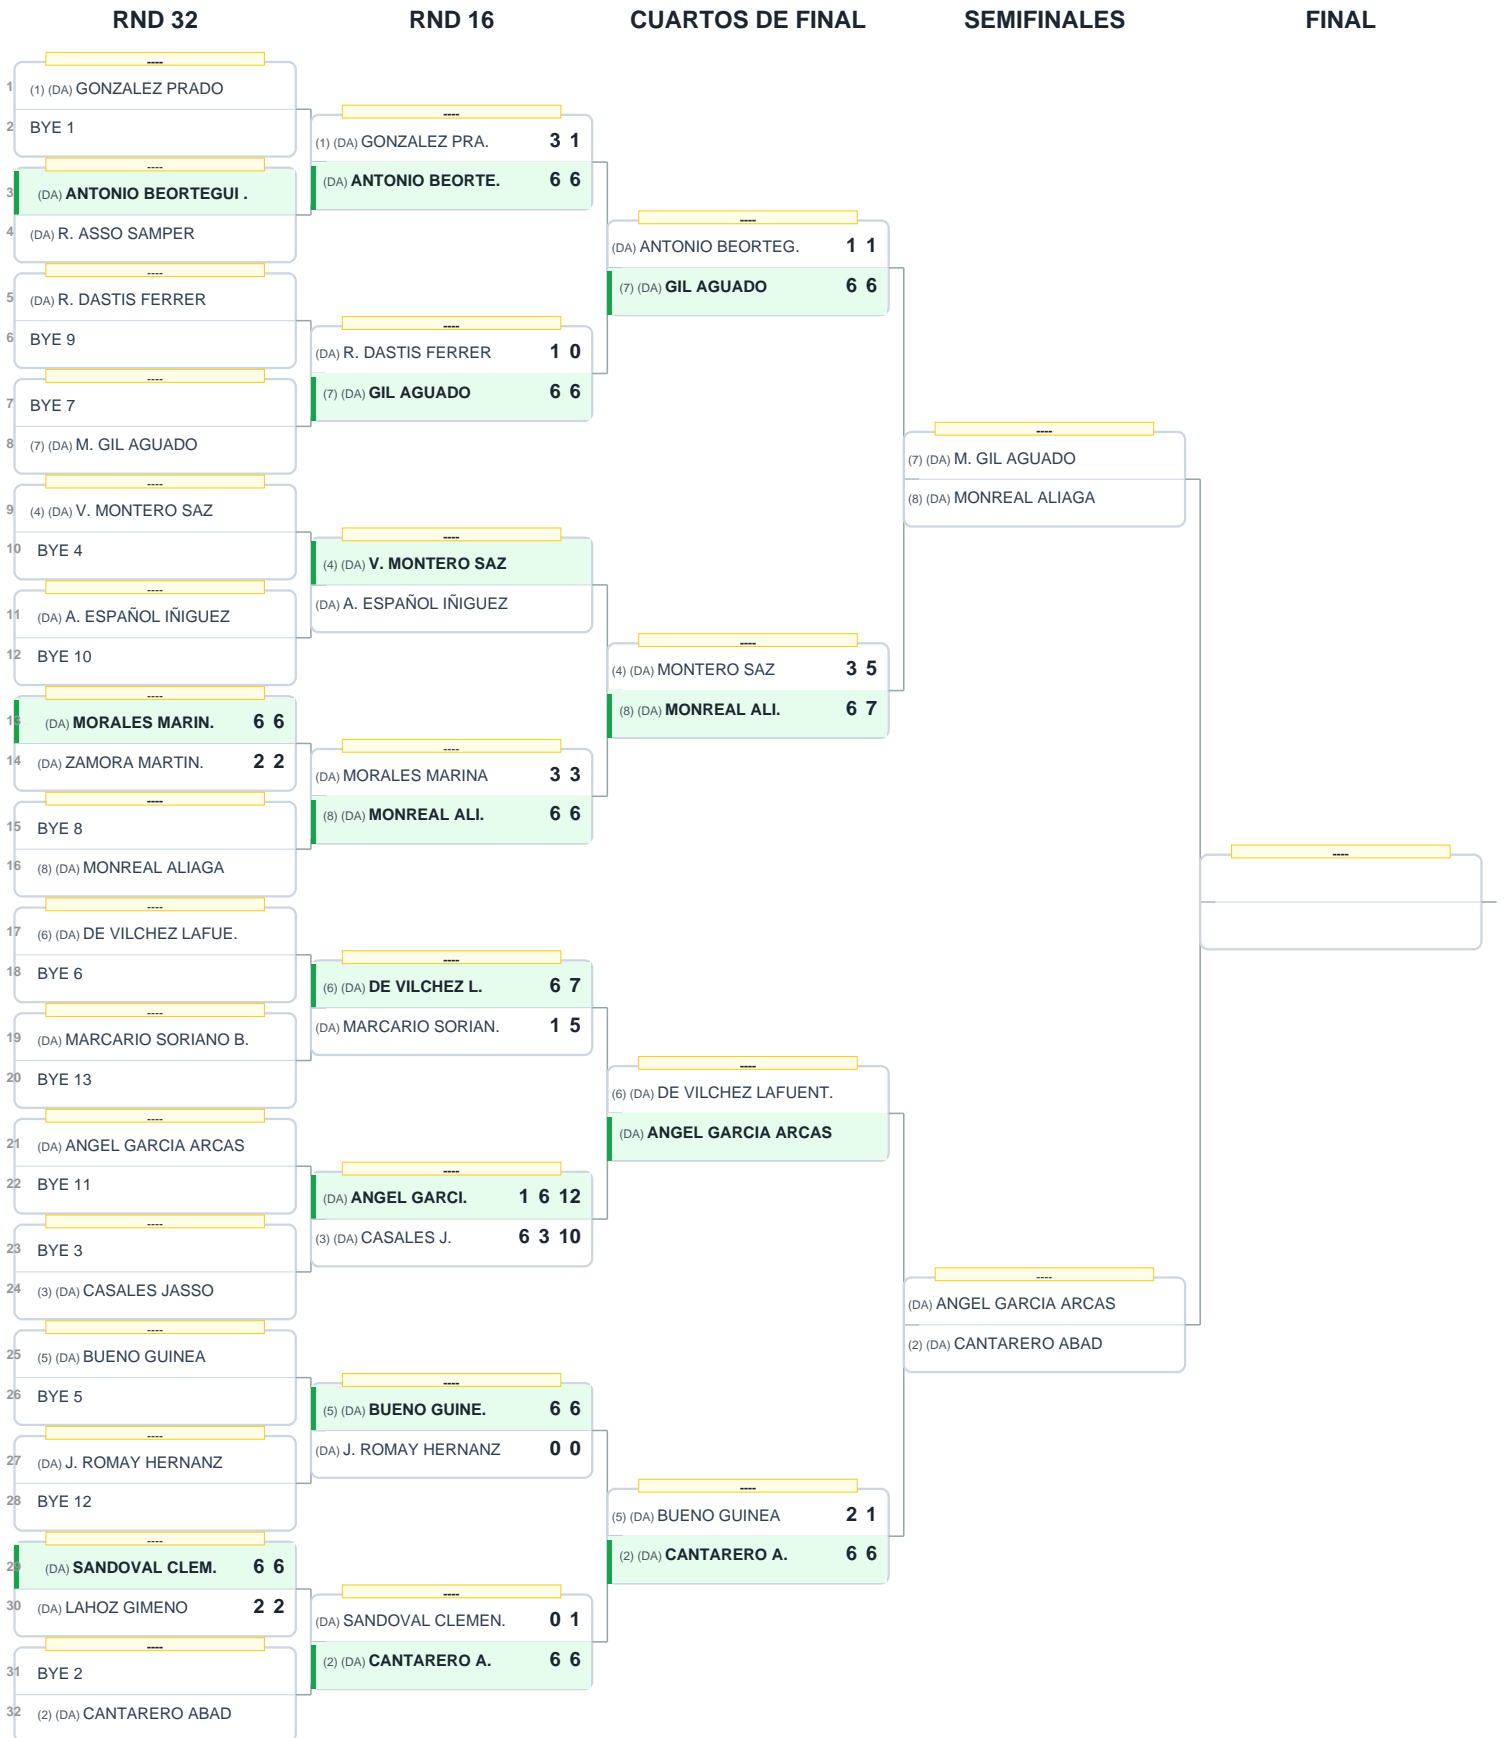 RND 32
RND 16
CUARTOS DE FINAL
SEMIFINALES
FINAL
----
1 (1) (DA) GONZALEZ PRADO
2 BYE 1
----
3 (DA) ANTONIO BEORTEGUI .
4 (DA) R. ASSO SAMPER
----
5 (DA) R. DASTIS FERRER
6 BYE 9
----
7 BYE 7
8 (7) (DA) M. GIL AGUADO
----
9 (4) (DA) V. MONTERO SAZ
10 BYE 4
----
11 (DA) A. ESPAÑOL IÑIGUEZ
12 BYE 10
----
13 (DA) MORALES MARIN. 6 6
14 (DA) ZAMORA MARTIN. 2 2
----
15 BYE 8
16 (8) (DA) MONREAL ALIAGA
----
17 (6) (DA) DE VILCHEZ LAFUE.
18 BYE 6
----
19 (DA) MARCARIO SORIANO B.
20 BYE 13
----
21 (DA) ANGEL GARCIA ARCAS
22 BYE 11
----
23 BYE 3
24 (3) (DA) CASALES JASSO
----
25 (5) (DA) BUENO GUINEA
26 BYE 5
----
27 (DA) J. ROMAY HERNANZ
28 BYE 12
----
29 (DA) SANDOVAL CLEM. 6 6
30 (DA) LAHOZ GIMENO 2 2
----
31 BYE 2
32 (2) (DA) CANTARERO ABAD
----
(1) (DA) GONZALEZ PRA. 3 1
(DA) ANTONIO BEORTE. 6 6
----
(DA) R. DASTIS FERRER 1 0
(7) (DA) GIL AGUADO 6 6
----
(4) (DA) V. MONTERO SAZ
(DA) A. ESPAÑOL IÑIGUEZ
----
(DA) MORALES MARINA 3 3
(8) (DA) MONREAL ALI. 6 6
----
(6) (DA) DE VILCHEZ L. 6 7
(DA) MARCARIO SORIAN. 1 5
----
(DA) ANGEL GARCI. 1 6 12
(3) (DA) CASALES J. 6 3 10
----
(5) (DA) BUENO GUINE. 6 6
(DA) J. ROMAY HERNANZ 0 0
----
(DA) SANDOVAL CLEMEN. 0 1
(2) (DA) CANTARERO A. 6 6
----
(DA) ANTONIO BEORTEG. 1 1
(7) (DA) GIL AGUADO 6 6
----
(4) (DA) MONTERO SAZ 3 5
(8) (DA) MONREAL ALI. 6 7
----
(6) (DA) DE VILCHEZ LAFUENT.
(DA) ANGEL GARCIA ARCAS
----
(5) (DA) BUENO GUINEA 2 1
(2) (DA) CANTARERO A. 6 6
----
(7) (DA) M. GIL AGUADO
(8) (DA) MONREAL ALIAGA
----
(DA) ANGEL GARCIA ARCAS
(2) (DA) CANTARERO ABAD
----